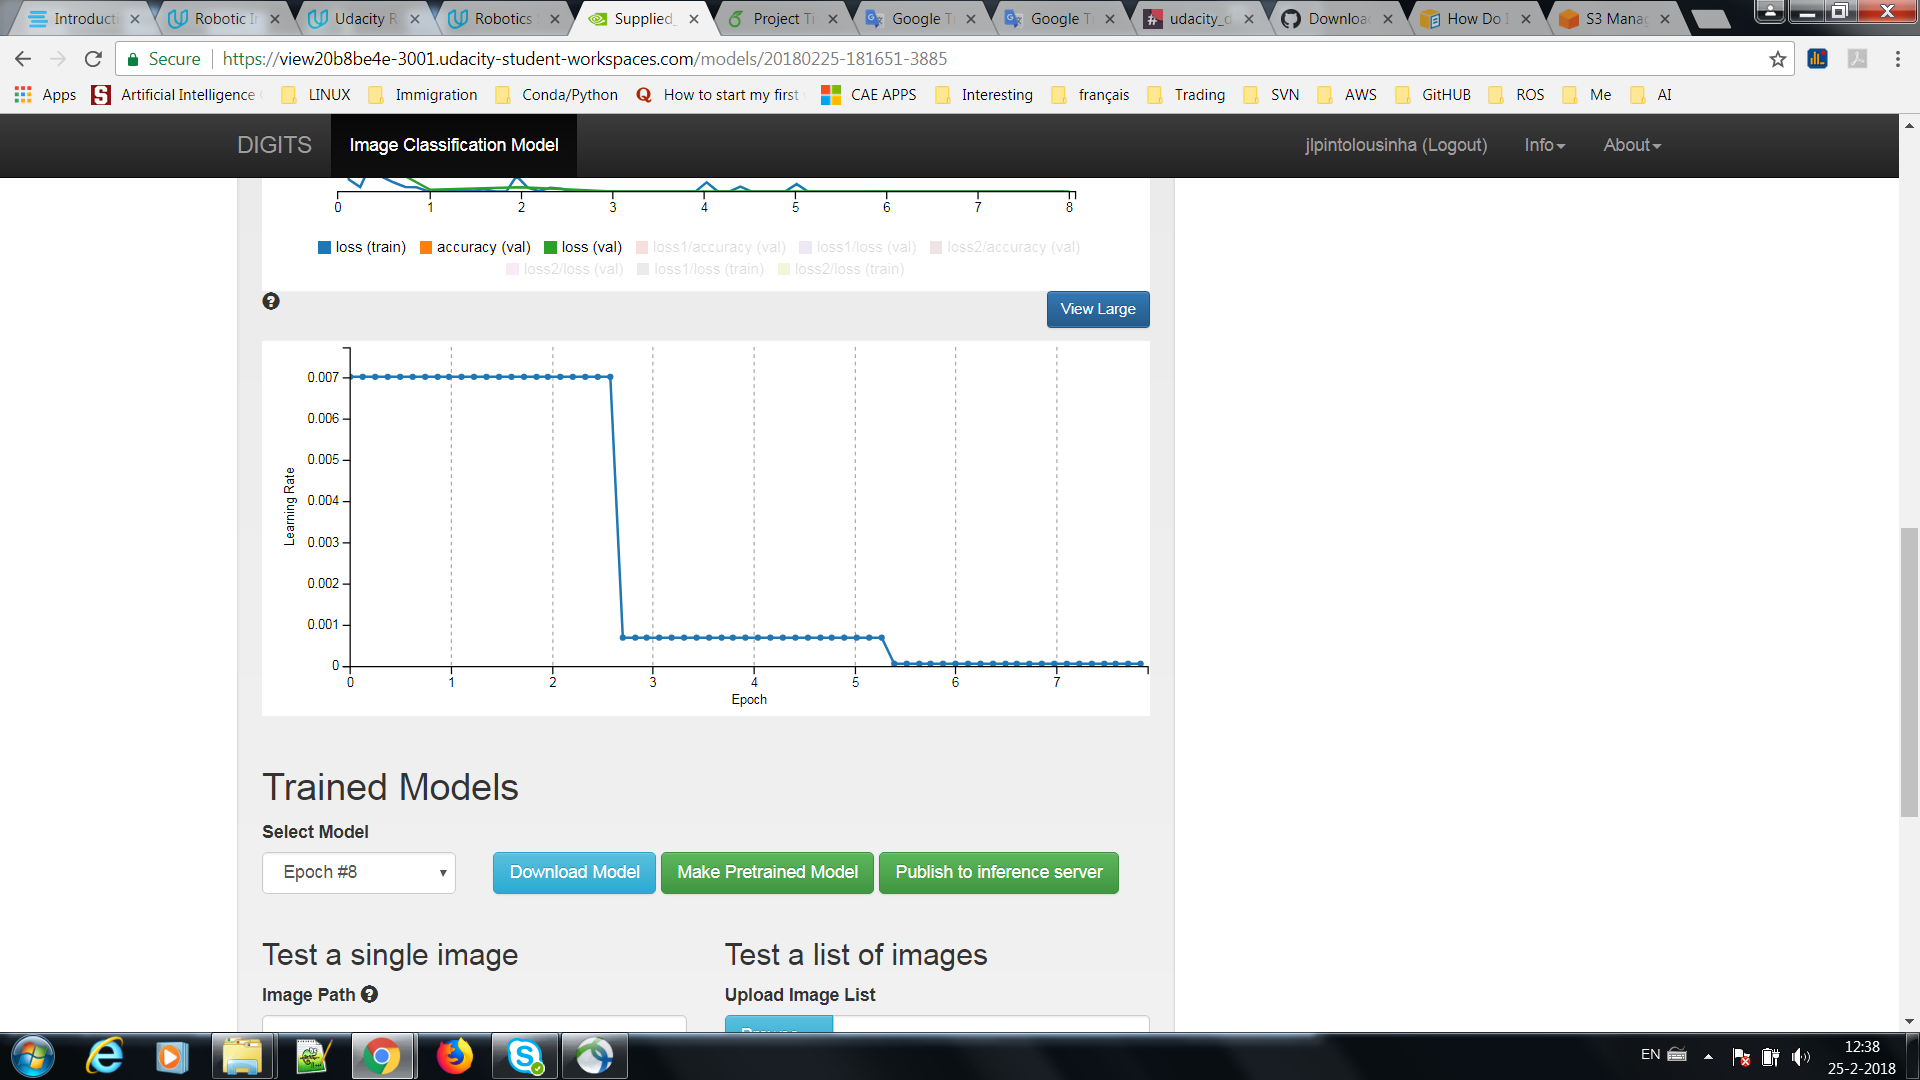 Introducti
Robotic I
Udacity R
Robotics
Supplied_
Project Ti
Google T
Google T
udacity_d
Downloa
How Do I
S3 Mana
Secure
https://view20b8be4e-3001.udacity-student-workspaces.com/models/20180225-181651-3885
Apps
Artificial Intelligence
LINUX
Immigration
Conda/Python
How to start my first
CAE APPS
Interesting
français
Trading
SVN
AWS
GitHUB
ROS
Me
AI
DIGITS
Image Classification Model
jlpintolousinha (Logout)
Info
About
0 1 2 3 4 5 6 7 8
loss (train) accuracy (val) loss (val) loss1/accuracy (val) loss1/loss (val) loss2/accuracy (val)
loss2/loss (val) loss1/loss (train) loss2/loss (train)
View Large
0.007
0.006
0.005
0.004
0.003
0.002
0.001
0
Learning Rate
0 1 2 3 4 5 6 7
Epoch
Trained Models
Select Model
Epoch #8
Download Model
Make Pretrained Model
Publish to inference server
Test a single image
Test a list of images
Image Path
Upload Image List
EN
12:38
25-2-2018